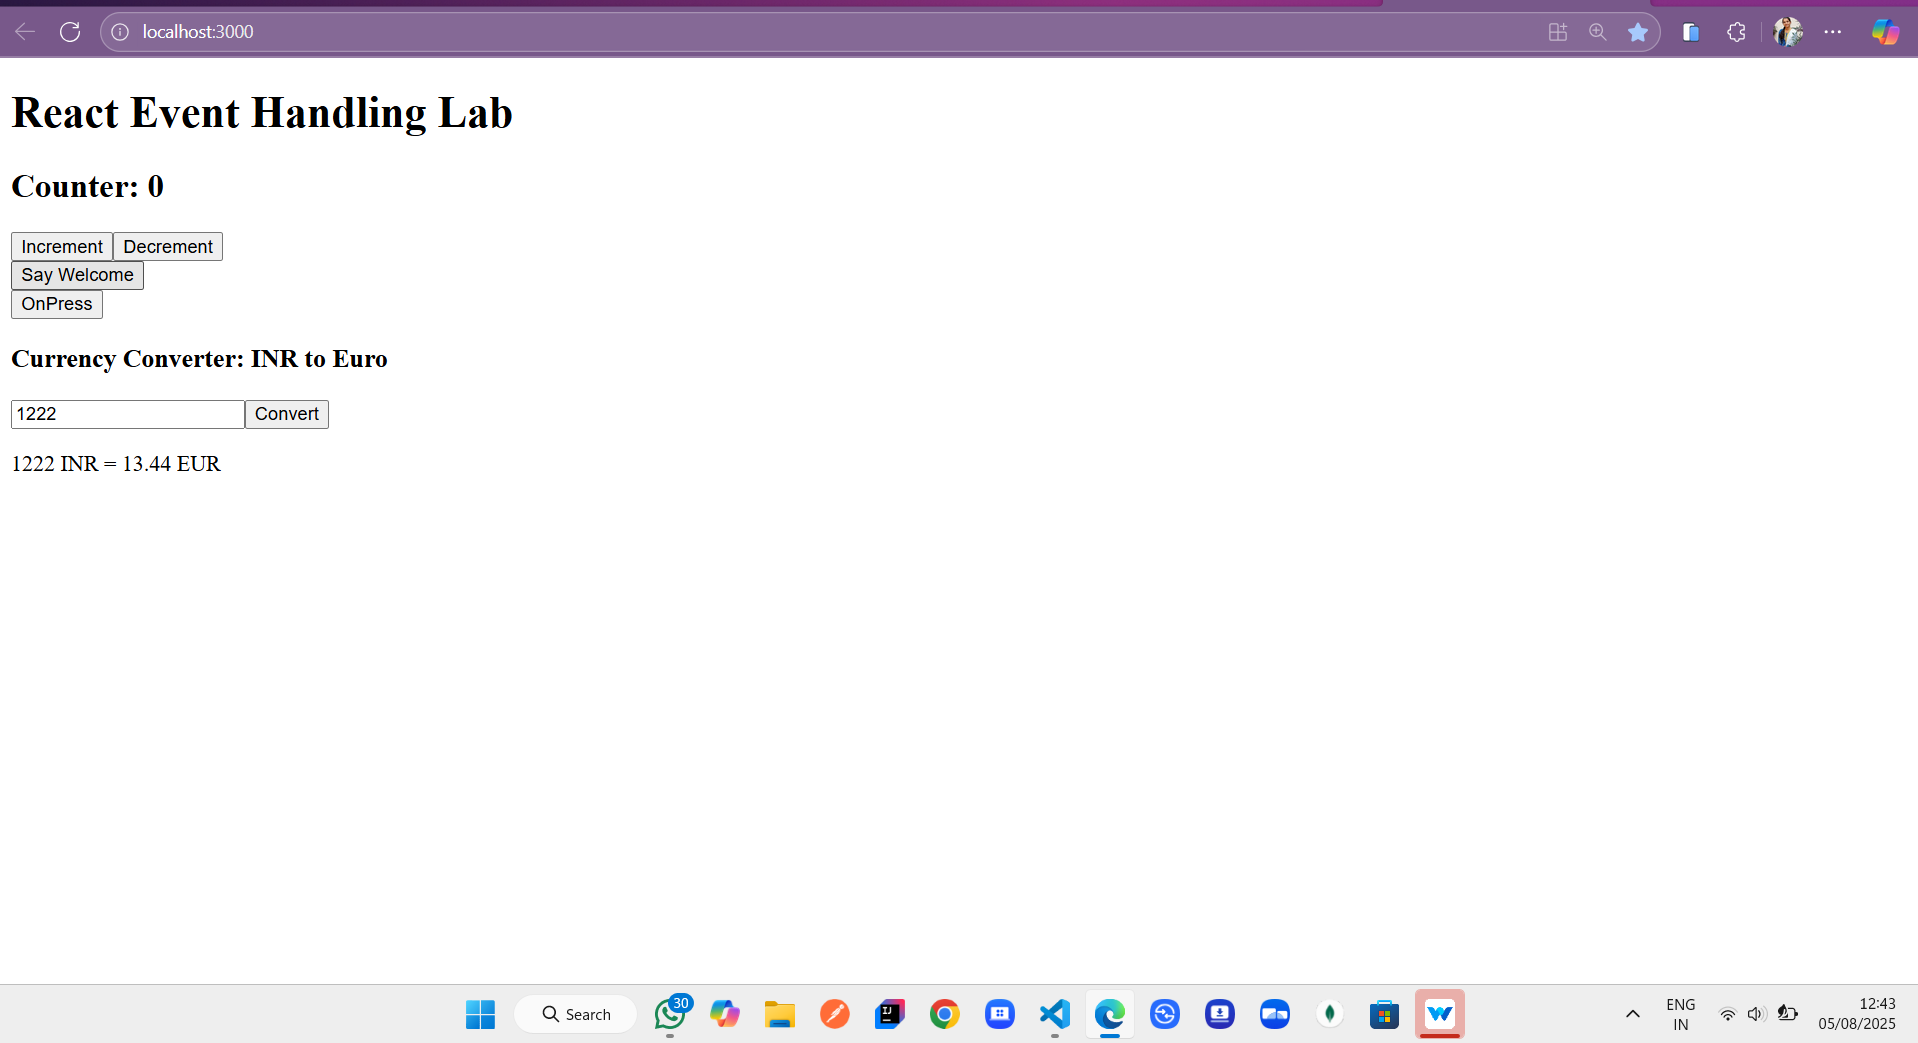 localhost:3000
React Event Handling Lab
Counter: 0
Increment Decrement
Say Welcome
OnPress
Currency Converter: INR to Euro
1222 Convert
1222 INR = 13.44 EUR
Search 30 IJ ENG 12:43
IN 05/08/2025